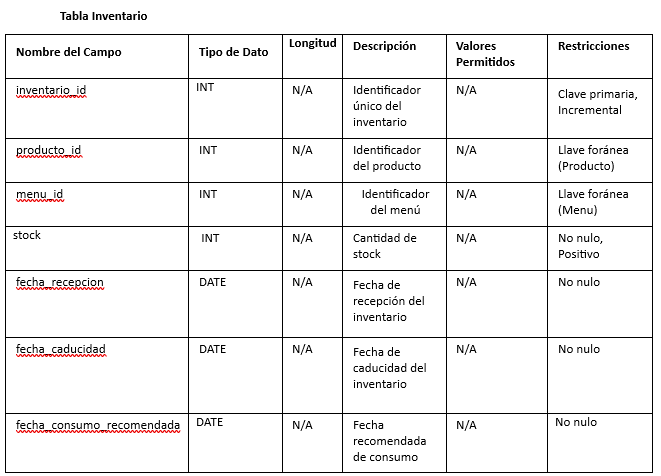 Tabla Inventario
Nombre del Campo Tipo de Dato Longitud Descripción Valores Permitidos Restricciones
inventario_id INT N/A Identificador único del inventario N/A Clave primaria, Incremental
producto_id INT N/A Identificador del producto N/A Llave foránea (Producto)
menu_id INT N/A Identificador del menú N/A Llave foránea (Menu)
stock INT N/A Cantidad de stock N/A No nulo, Positivo
fecha_recepcion DATE N/A Fecha de recepción del inventario N/A No nulo
fecha_caducidad DATE N/A Fecha de caducidad del inventario N/A No nulo
fecha_consumo_recomendada DATE N/A Fecha recomendada de consumo N/A No nulo